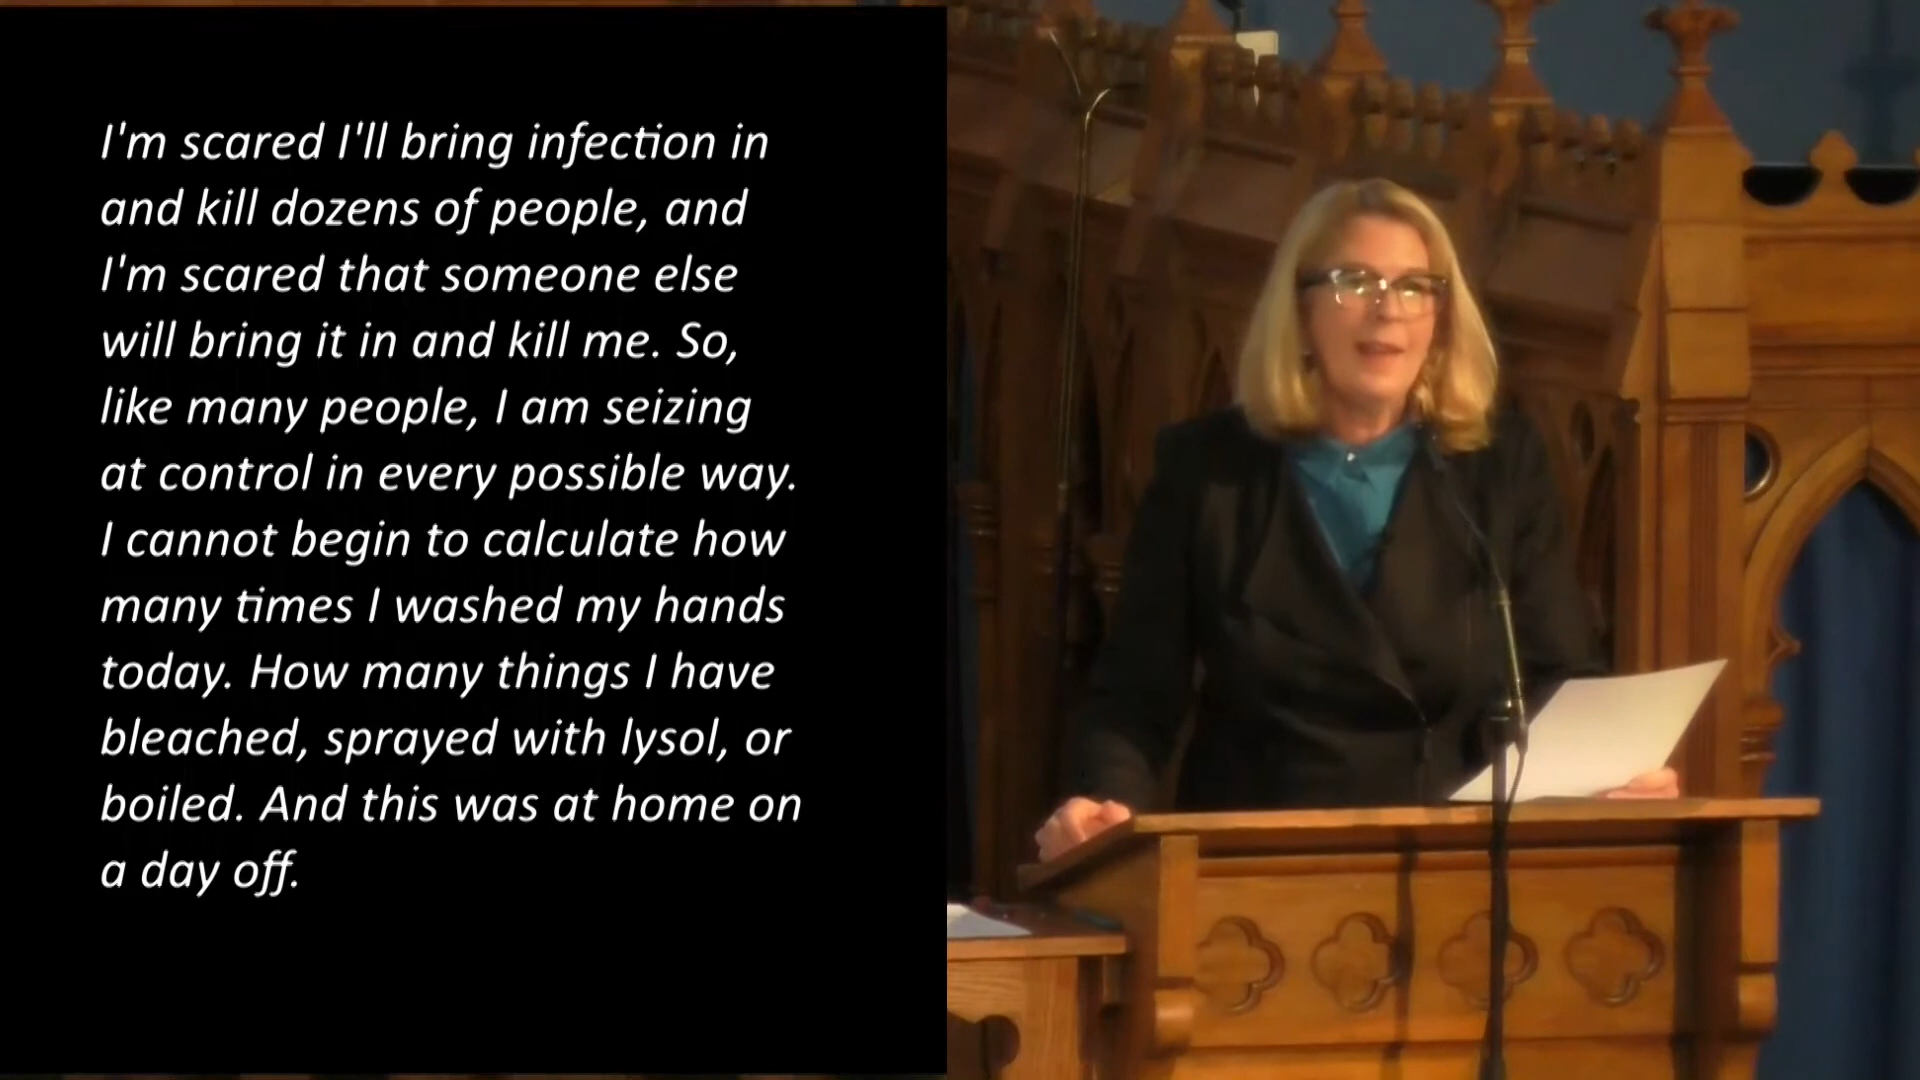 I'm scared I'll bring infection in
and kill dozens of people, and
I'm scared that someone else
will bring it in and kill me. So,
like many people, I am seizing
at control in every possible way.
I cannot begin to calculate how
many times I washed my hands
today. How many things I have
bleached, sprayed with lysol, or
boiled. And this was at home on
a day off.